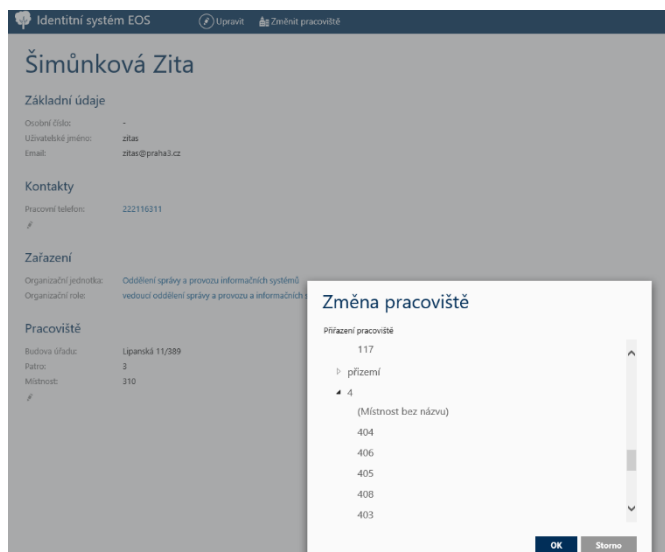 Identitní systém EOS
Upravit
Změnit pracoviště
Šimůnková Zita
Základní údaje
Osobní číslo: -
Uživatelské jméno: zitas
Email: zitas@praha3.cz
Kontakty
Pracovní telefon: 222116311
Zařazení
Organizační jednotka: Oddělení správy a provozu informačních systémů
Organizační role: vedoucí oddělení správy a provozu a informačních s
Pracoviště
Budova úřadu: Lipanská 11/389
Patro: 3
Místnost: 310
Změna pracoviště
Přiřazení pracoviště
117
přízemí
4
(Místnost bez názvu)
404
406
405
408
403
OK Storno